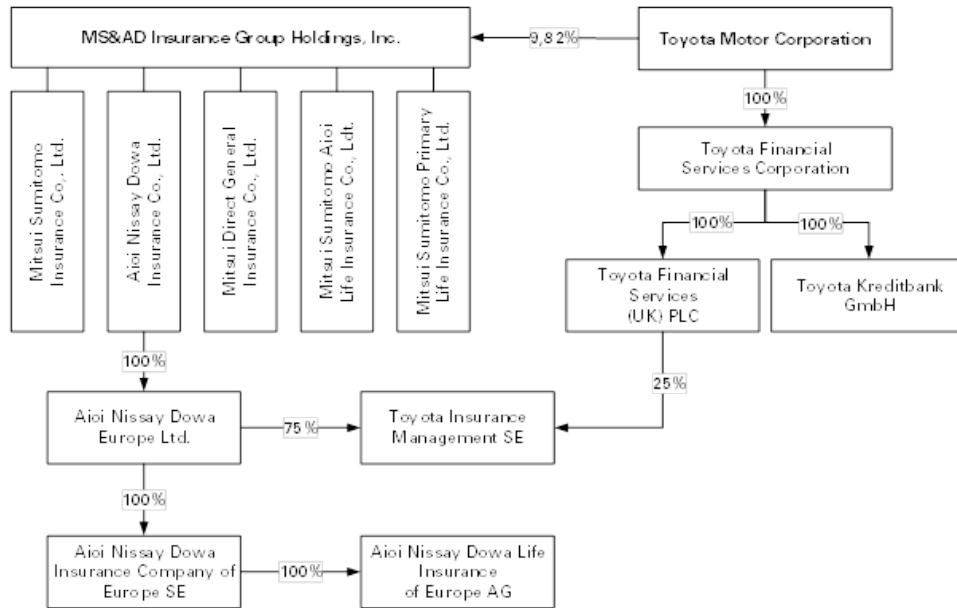 MS&AD Insurance Group Holdings, Inc.
9,82%
Toyota Motor Corporation
100%
Mitsui Sumitomo
Insurance Co,. Ltd.
Aioi Nissay Dowa
Insurance Co., Ltd.
Mitsui Direct General
Insurance Co., Ltd.
Mitsui Sumitomo Aioi
Life Insurance Co., Ldt.
Mitsui Sumitomo Primary
Life Insurance Co., Ltd.
Toyota Financial
Services Corporation
100%
100%
Toyota Financial
Services
(UK) PLC
Toyota Kreditbank
GmbH
100%
25%
Aioi Nissay Dowa
Europe Ltd.
75%
Toyota Insurance
Management SE
100%
Aioi Nissay Dowa
Insurance Company of
Europe SE
100%
Aioi Nissay Dowa Life
Insurance
of Europe AG